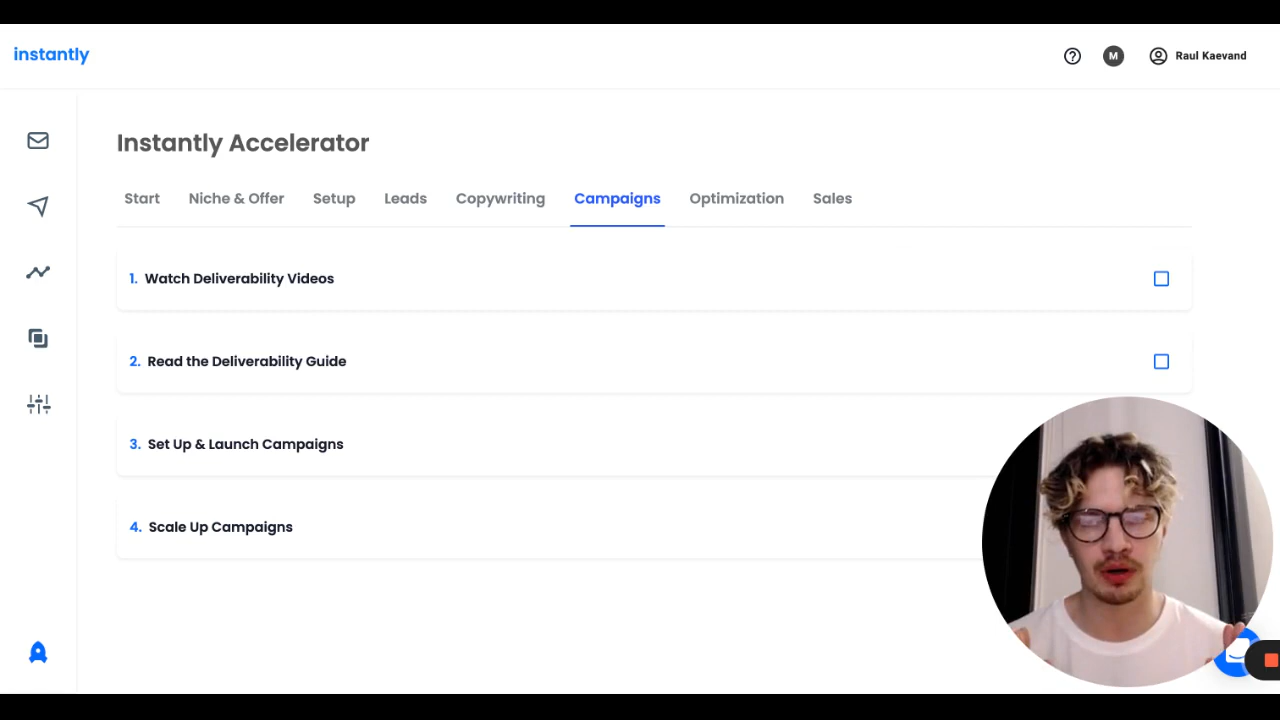 instantly
M
Raul Kaevand
Instantly Accelerator
Start Niche & Offer Setup Leads Copywriting Campaigns Optimization Sales
1. Watch Deliverability Videos
2. Read the Deliverability Guide
3. Set Up & Launch Campaigns
4. Scale Up Campaigns